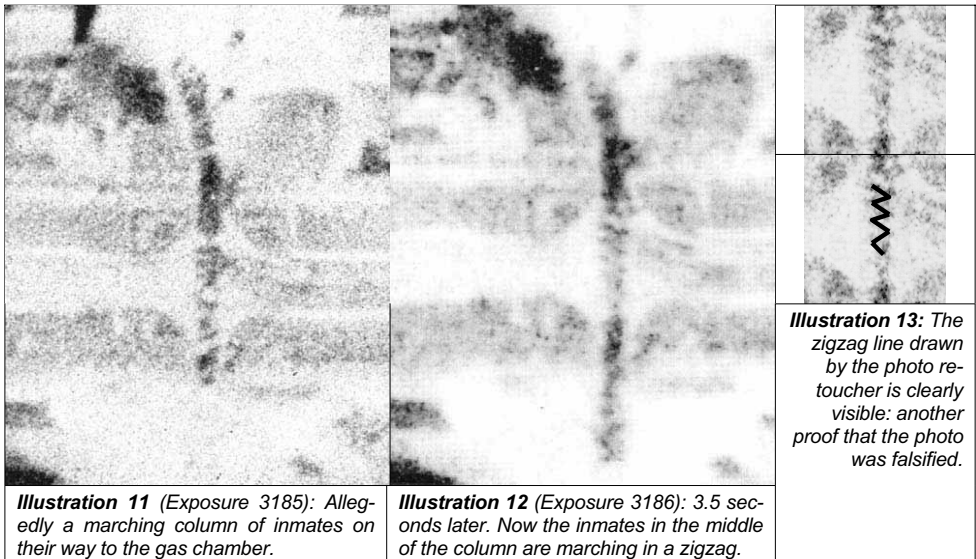 Illustration 11 (Exposure 3185): Alleg-
edly a marching column of inmates on
their way to the gas chamber.
Illustration 12 (Exposure 3186): 3.5 sec-
onds later. Now the inmates in the middle
of the column are marching in a zigzag.
Illustration 13: The
zigzag line drawn
by the photo re-
toucher is clearly
visible: another
proof that the photo
was falsified.